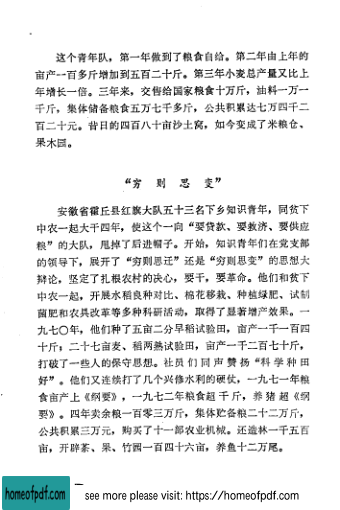 这个青年队，第一年做到了粮食自给。第二年由上年的
亩产一百多斤增加到五百二十斤。第三年小麦总产量又比上
年增长一倍。三年来，交售给国家粮食十万斤，油料一万一
千斤，集体储备粮食五万七千多斤，公共积累达七万四千二
百二十元。昔日的四百八十亩沙土窝，如今变成了米粮仓、
果木园。
“穷则思变”
安徽省霍丘县红旗大队五十三名下乡知识青年，同贫下
中农一起大干四年，使这个一向“要贷款、要救济、要供应
粮”的大队，甩掉了后进帽子。开始，知识青年们在党支部
的领导下，展开了“穷则思迁”还是“穷则思变”的思想大
辩论，坚定了扎根农村的决心，要干，要革命。他们和贫下
中农一起，开展水稻良种对比、棉花移栽、种植绿肥、试制
菌肥和农具改革等多种科研活动，取得了显著增产效果。一
九七〇年，他们种了五亩二分早稻试验田，亩产一千一百四
十斤；二十七亩麦、稻两熟试验田，亩产一千二百七十斤，
打破了一些人的保守思想。社员们同声赞扬“科学种田
好”。他们又连续打了几个兴修水利的硬仗，一九七一年粮
食亩产上《纲要》，一九七二年粮食超千斤，养猪超《纲
要》。四年卖余粮一百零三万斤，集体贮备粮二十二万斤，
公共积累三万元，购买了十一部农业机械。还造林一千五百
亩，开辟茶、果、竹园一百四十六亩，养鱼十二万尾。
homeofpdf.com
see more please visit: https://homeofpdf.com